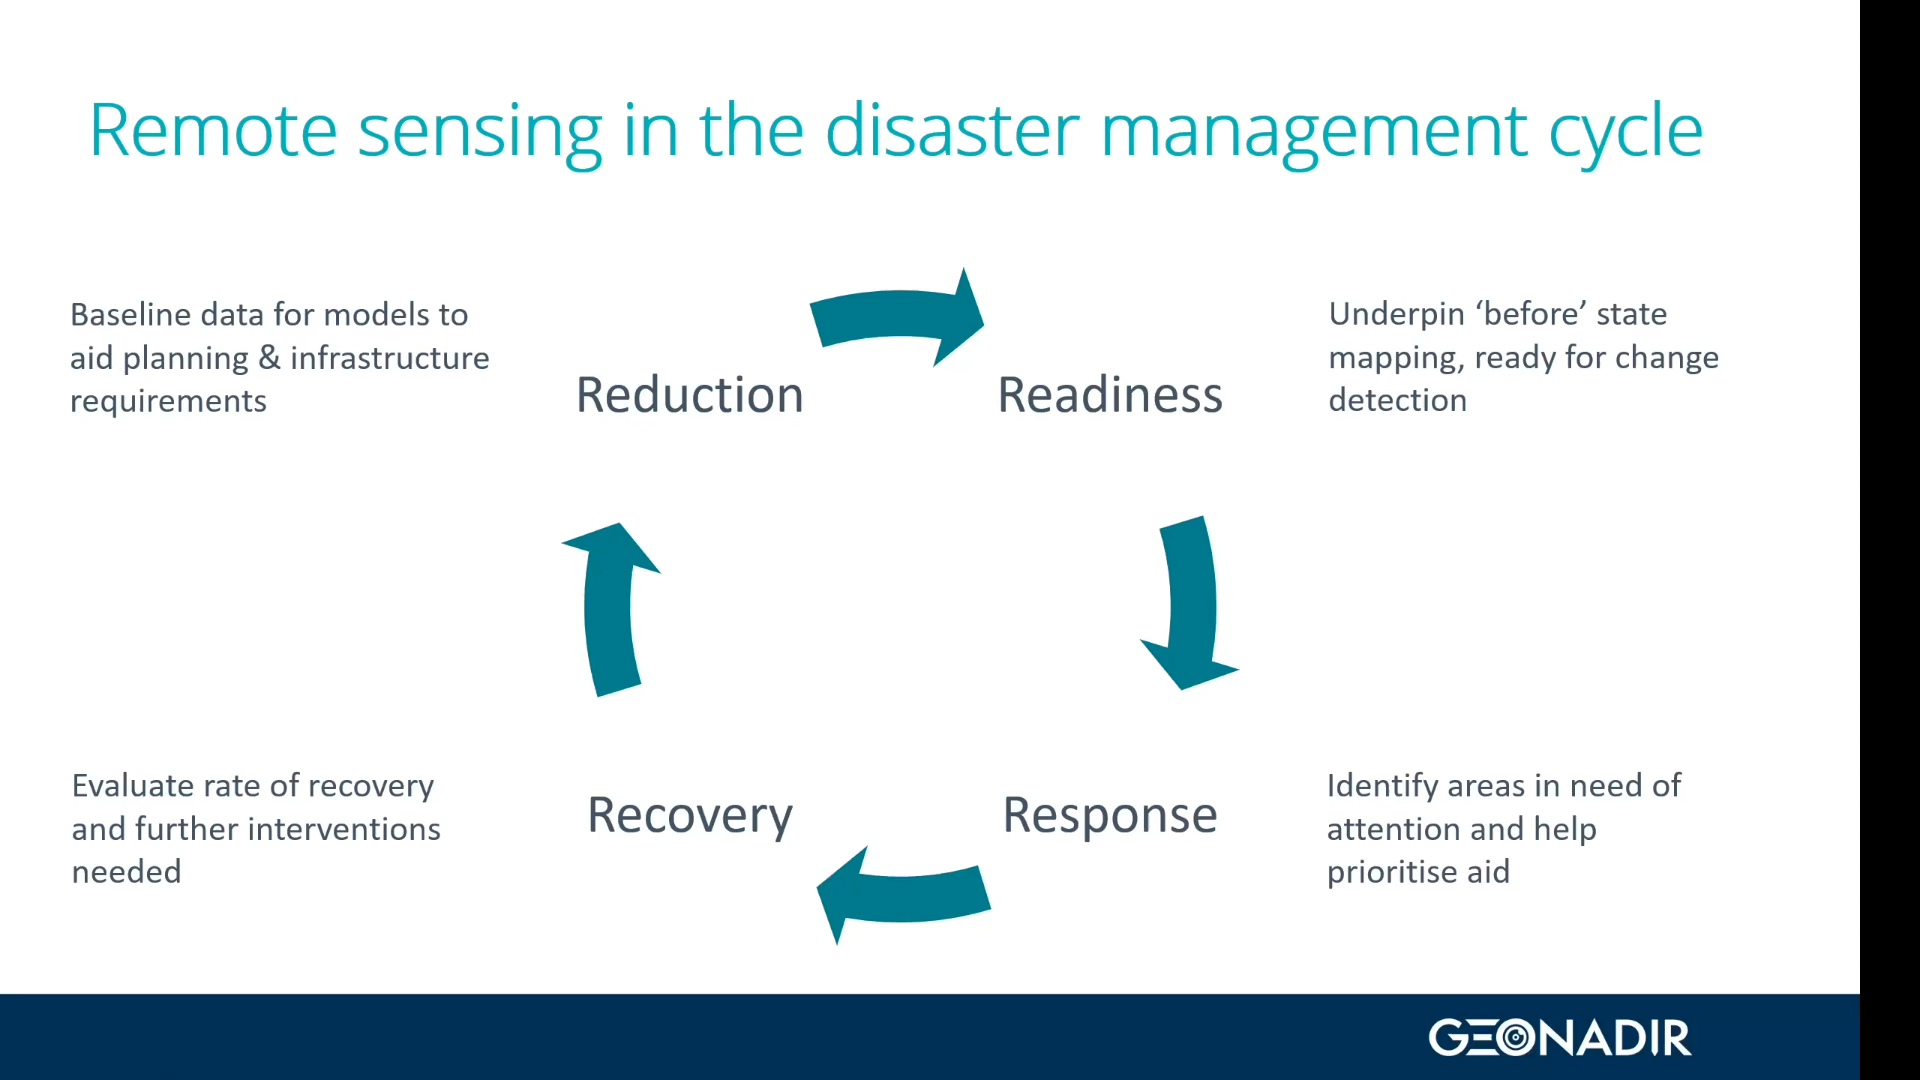 Remote sensing in the disaster management cycle
Baseline data for models to
aid planning & infrastructure
requirements
Reduction
Readiness
Underpin ‘before’ state
mapping, ready for change
detection
Evaluate rate of recovery
and further interventions
needed
Recovery
Response
Identify areas in need of
attention and help
prioritise aid
GEONADIR